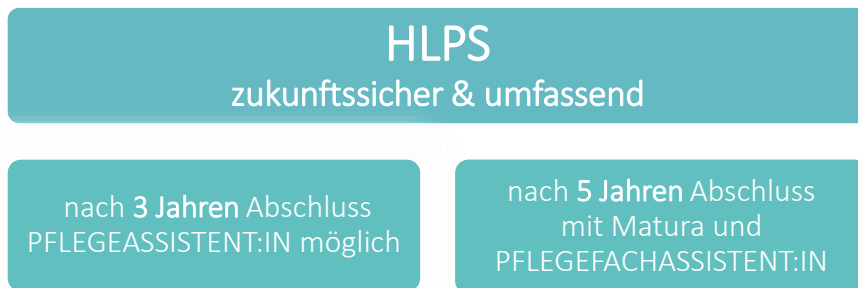 HLPS
zukunftssicher & umfassend
nach 3 Jahren Abschluss
PFLEGEASSISTENT:IN möglich
nach 5 Jahren Abschluss
mit Matura und
PFLEGEFACHASSISTENT:IN